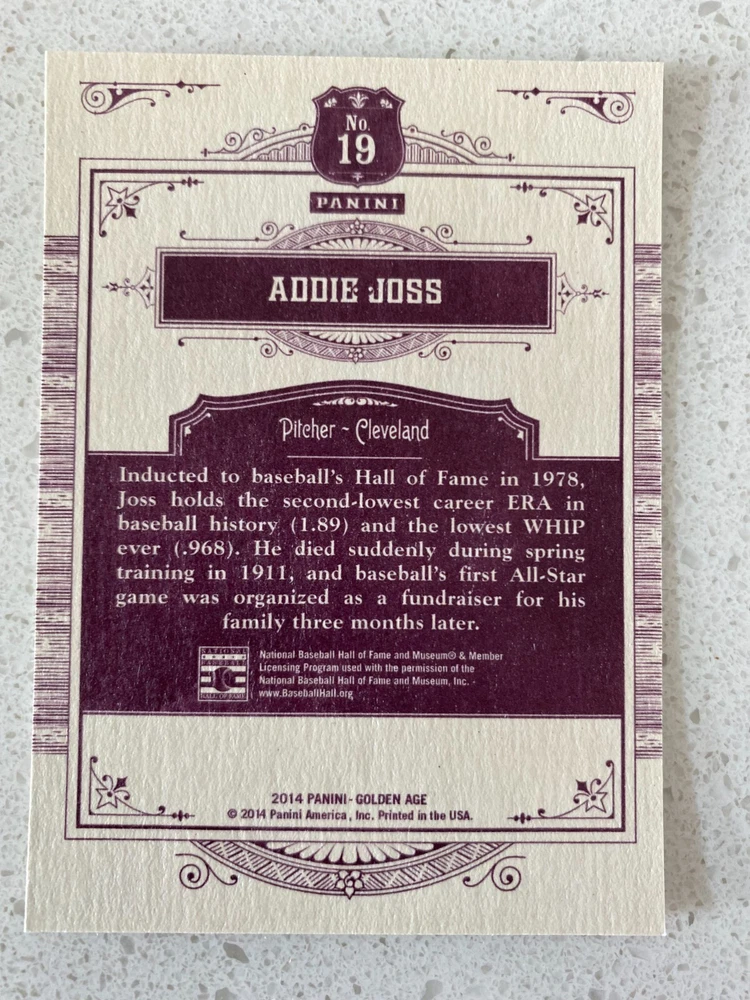 No.
19
PANINI
ADDIE JOSS
Pitcher ~ Cleveland
Inducted to baseball's Hall of Fame in 1978,
Joss holds the second-lowest career ERA in
baseball history (1.89) and the lowest WHIP
ever (.968). He died suddenly during spring
training in 1911, and baseball's first All-Star
game was organized as a fundraiser for his
family three months later.
NATIONAL
BASEBALL
HALL OF FAME
National Baseball Hall of Fame and Museum® & Member
Licensing Program used with the permission of the
National Baseball Hall of Fame and Museum, Inc. -
www.BaseballHall.org
2014 PANINI - GOLDEN AGE
© 2014 Panini America, Inc. Printed in the USA.